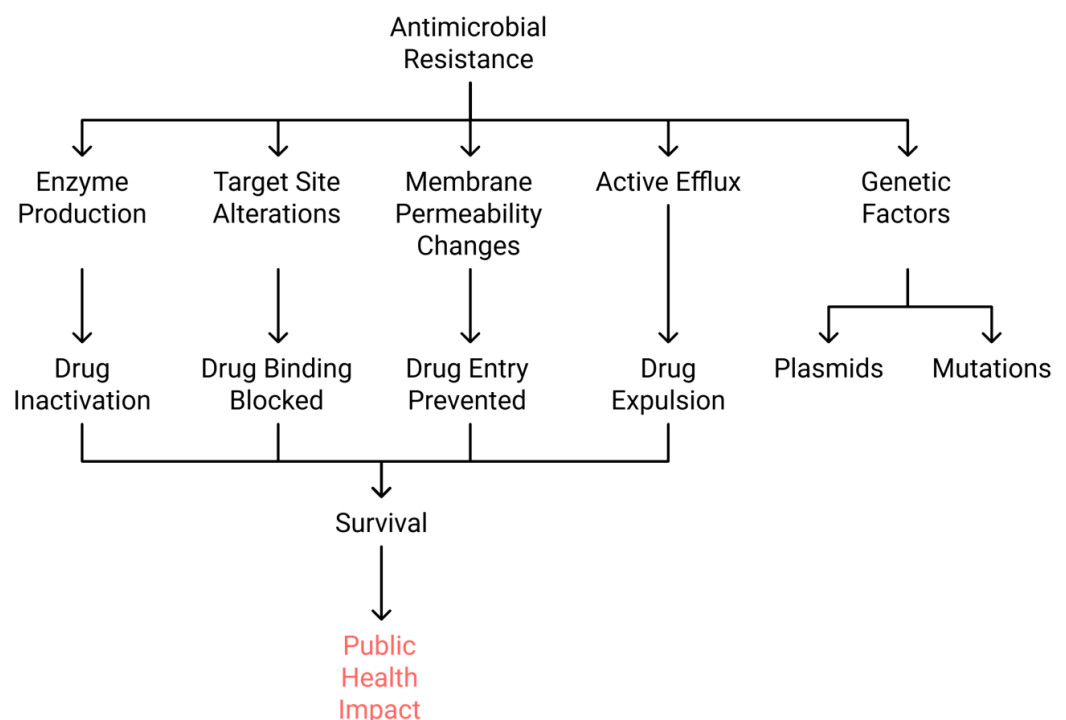 Antimicrobial
Resistance
Enzyme
Production
Target Site
Alterations
Membrane
Permeability
Changes
Active Efflux
Genetic
Factors
Drug
Inactivation
Drug Binding
Blocked
Drug Entry
Prevented
Drug
Expulsion
Plasmids
Mutations
Survival
Public
Health
Impact